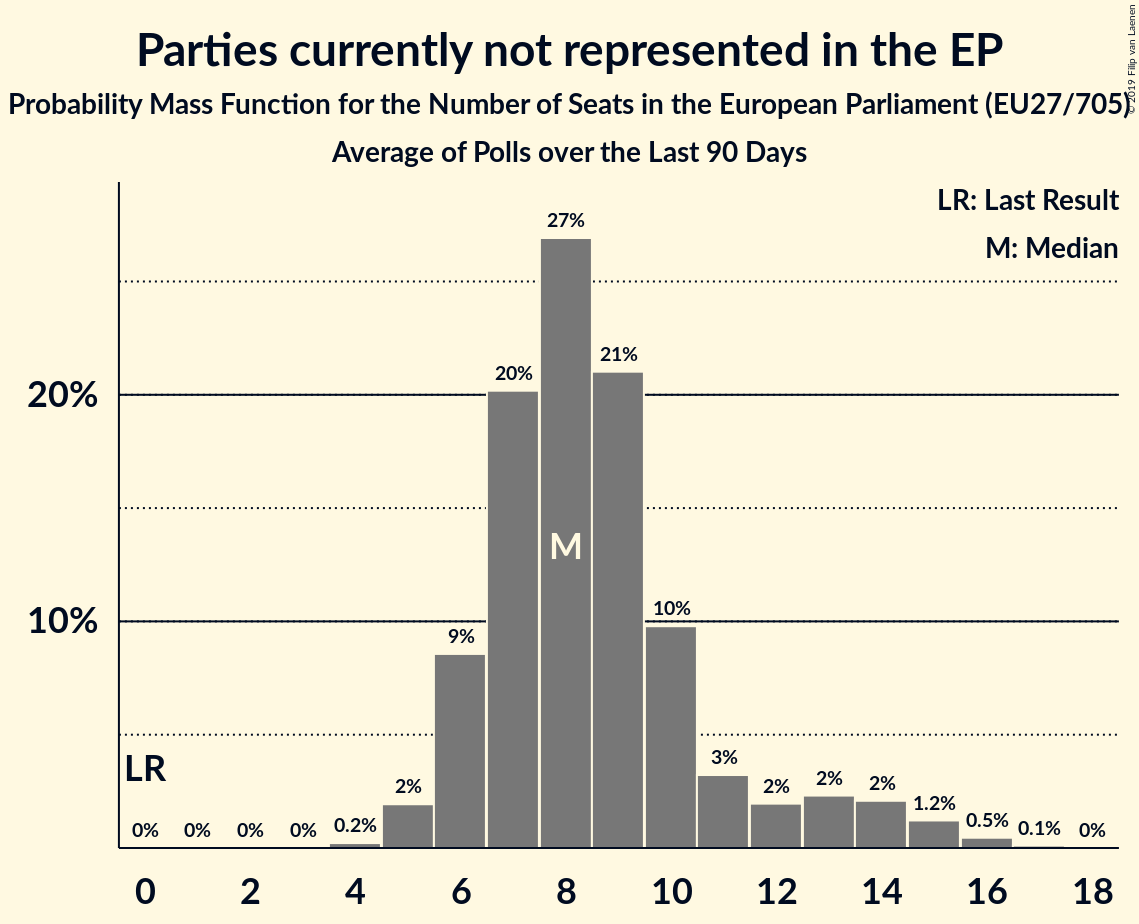 Parties currently not represented in the EP
Probability Mass Function for the Number of Seats in the European Parliament (EU27/705)
Average of Polls over the Last 90 Days
© 2019 Filip van Laenen
LR: Last Result
M: Median
20%
10%
LR
M
0%
0%
0%
0%
0.2%
2%
9%
20%
27%
21%
10%
3%
2%
2%
2%
1.2%
0.5%
0.1%
0%
0 2 4 6 8 10 12 14 16 18